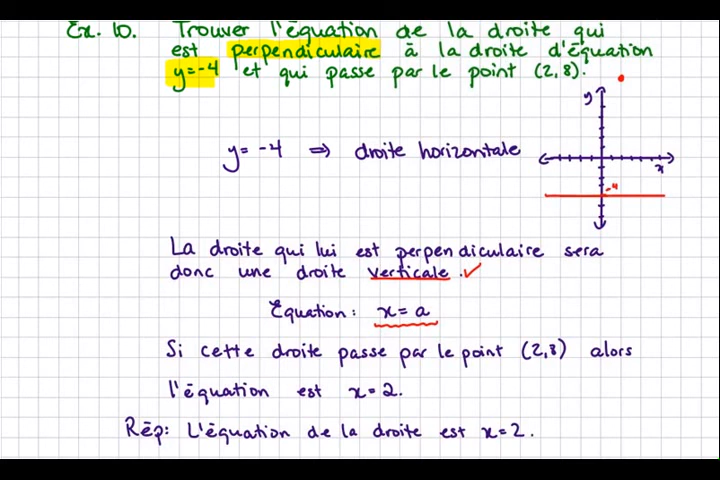 Ex. 10. Trouver l'équation de la droite qui
est perpendiculaire à la droite d'équation
y=-4 et qui passe par le point (2,8).
y
y=-4 ⇒ droite horizontale
x
-4
La droite qui lui est perpendiculaire sera
donc une droite verticale. ✓
Équation: x=a
Si cette droite passe par le point (2,8) alors
l'équation est x=2.
Rép: L'équation de la droite est x=2.